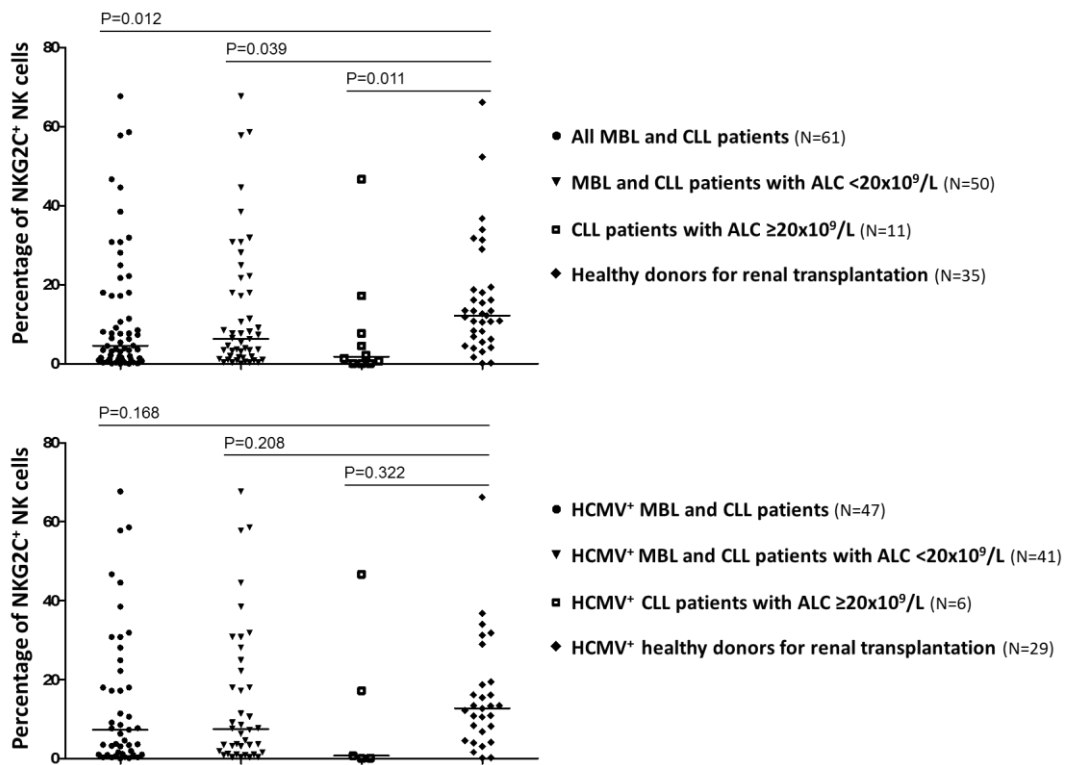 P=0.012
P=0.039
P=0.011
Percentage of NKG2C⁺ NK cells
80
60
40
20
0
All MBL and CLL patients (N=61)
MBL and CLL patients with ALC <20x10⁹/L (N=50)
CLL patients with ALC ≥20x10⁹/L (N=11)
Healthy donors for renal transplantation (N=35)
P=0.168
P=0.208
P=0.322
Percentage of NKG2C⁺ NK cells
80
60
40
20
0
HCMV⁺ MBL and CLL patients (N=47)
HCMV⁺ MBL and CLL patients with ALC <20x10⁹/L (N=41)
HCMV⁺ CLL patients with ALC ≥20x10⁹/L (N=6)
HCMV⁺ healthy donors for renal transplantation (N=29)